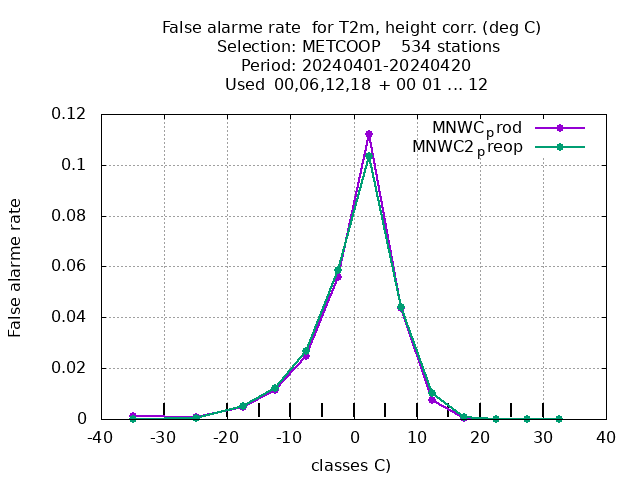 False alarme rate  for T2m, height corr. (deg C)
Selection: METCOOP    534 stations
Period: 20240401-20240420
Used  00,06,12,18 + 00 01 ... 12
MNWC_prod
MNWC2_preop
False alarme rate
0.12
0.1
0.08
0.06
0.04
0.02
0
-40 -30 -20 -10 0 10 20 30 40
classes C)